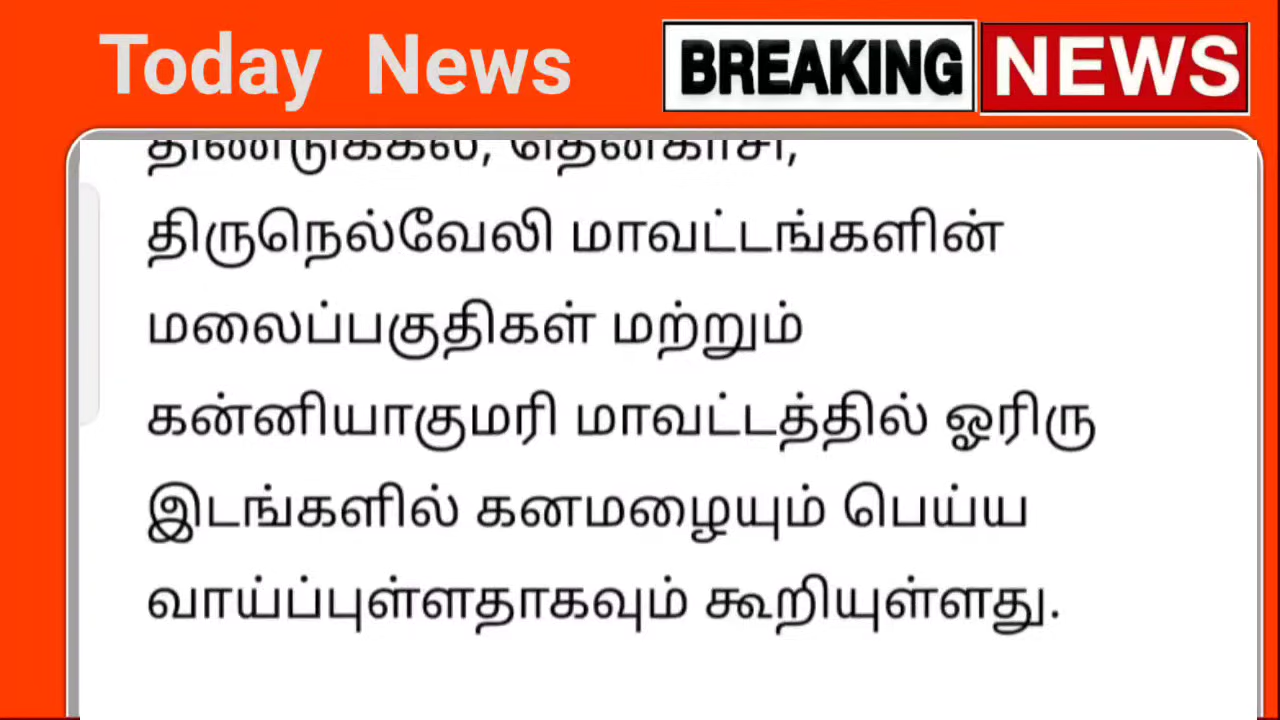 Today News
BREAKING NEWS
திண்டுக்கல், தென்காசி,
திருநெல்வேலி மாவட்டங்களின்
மலைப்பகுதிகள் மற்றும்
கன்னியாகுமரி மாவட்டத்தில் ஓரிரு
இடங்களில் கனமழையும் பெய்ய
வாய்ப்புள்ளதாகவும் கூறியுள்ளது.